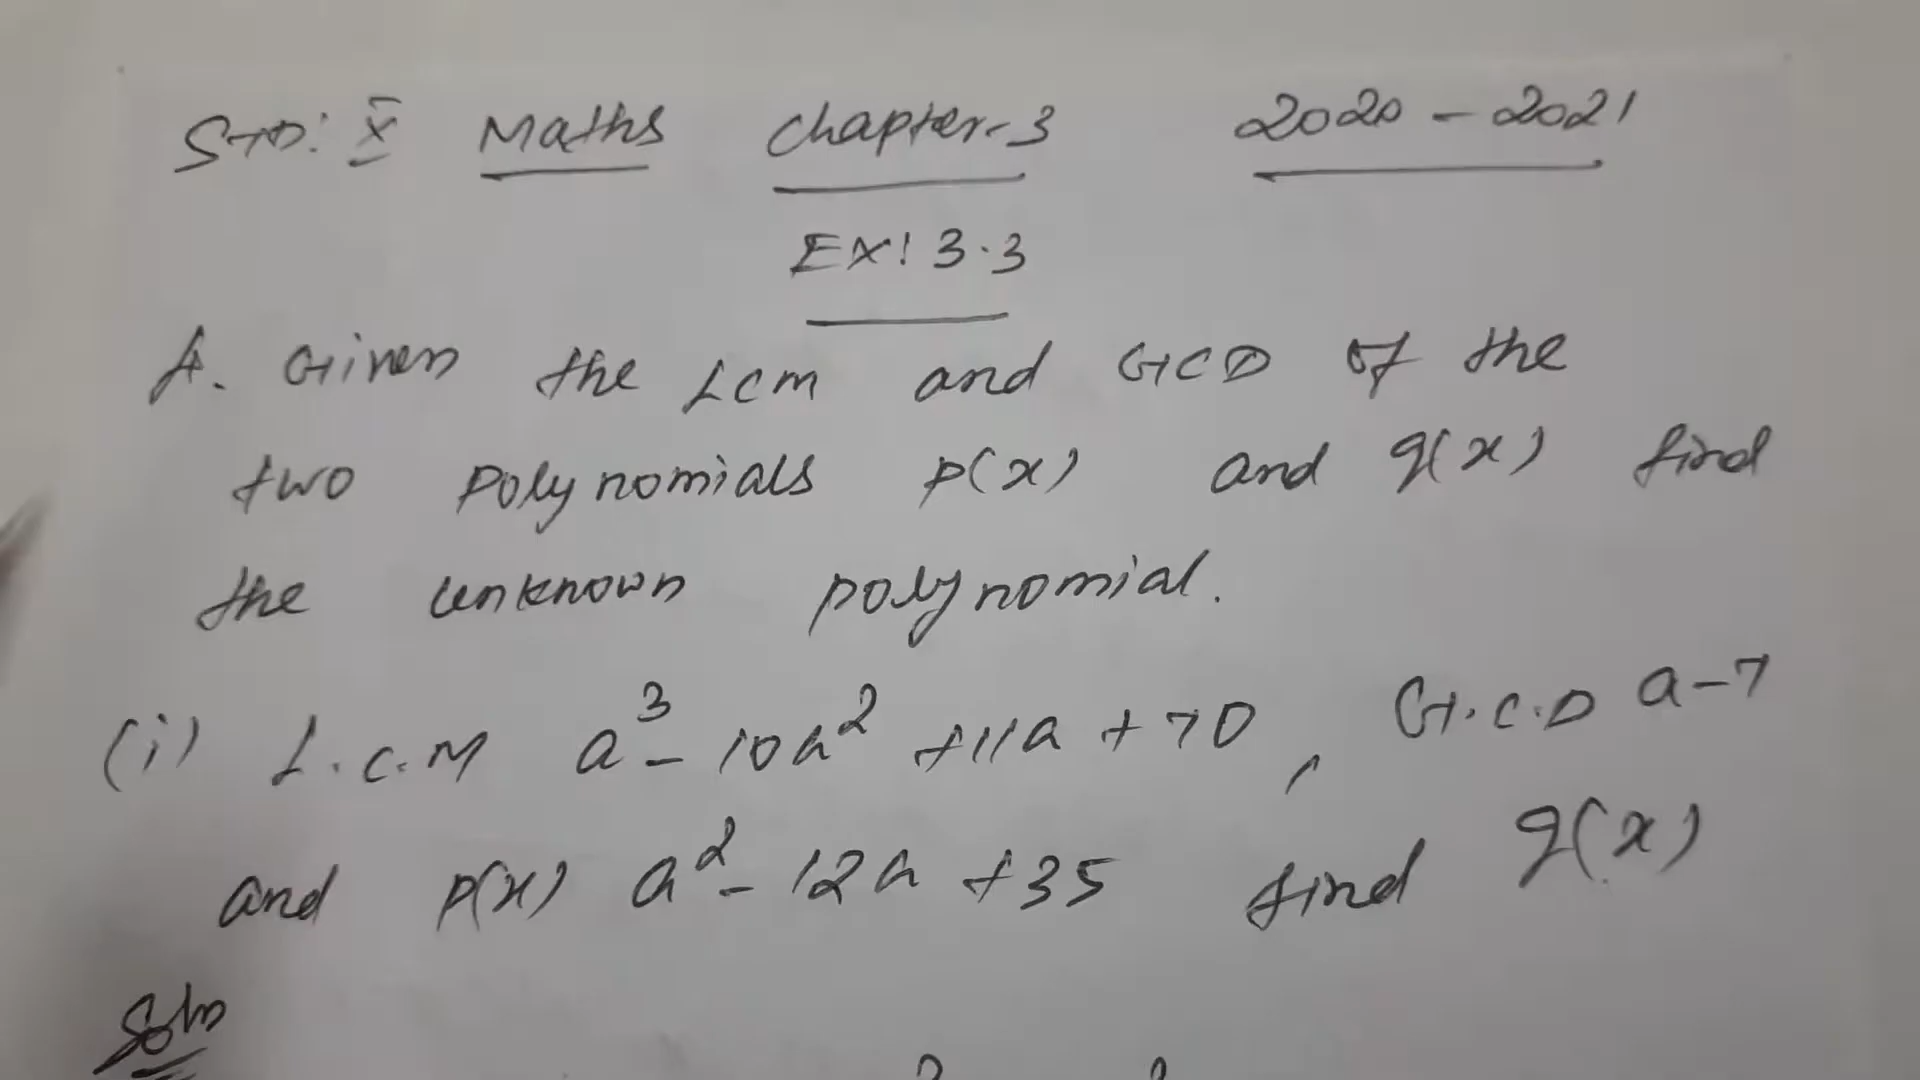 STD: X Maths Chapter-3 2020-2021
Ex: 3.3
4. Given the LCM and GCD of the
two polynomials p(x) and q(x) find
the unknown polynomial.
(i) L.C.M a³-10a²+11a+70, G.C.D a-7
and p(x) a²-12a+35 find q(x)
Soln